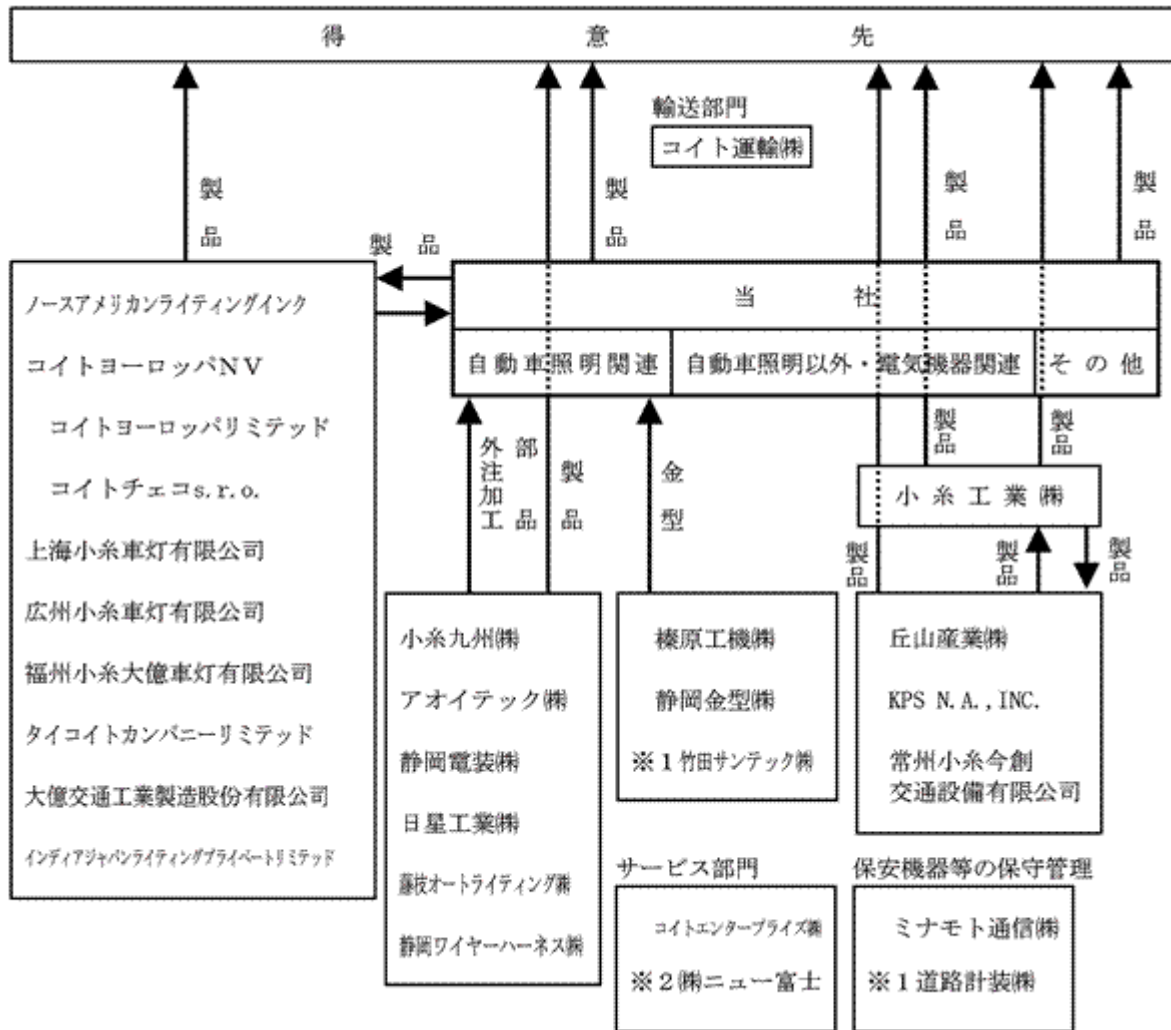 得意先
輸送部門
コイト運輸㈱
製品
製品
製品
製品
製品
ノースアメリカンライティングインク
コイトヨーロッパNV
コイトヨーロッパリミテッド
コイトチェコs.r.o.
上海小糸車灯有限公司
広州小糸車灯有限公司
福州小糸大億車灯有限公司
タイコイトカンパニーリミテッド
大億交通工業製造股份有限公司
インディアジャパンライティングプライベートリミテッド
当社
自動車照明関連
自動車照明以外・電気機器関連
その他
外注加工
部品
製品
金型
製品
製品
小糸工業㈱
製品
製品
製品
小糸九州㈱
アオイテック㈱
静岡電装㈱
日星工業㈱
藤枝オートライティング㈱
静岡ワイヤーハーネス㈱
榛原工機㈱
静岡金型㈱
※1竹田サンテック㈱
丘山産業㈱
KPS N.A.,INC.
常州小糸今創
交通設備有限公司
サービス部門
コイトエンタープライズ㈱
※2㈱ニュー富士
保安機器等の保守管理
ミナモト通信㈱
※1道路計装㈱